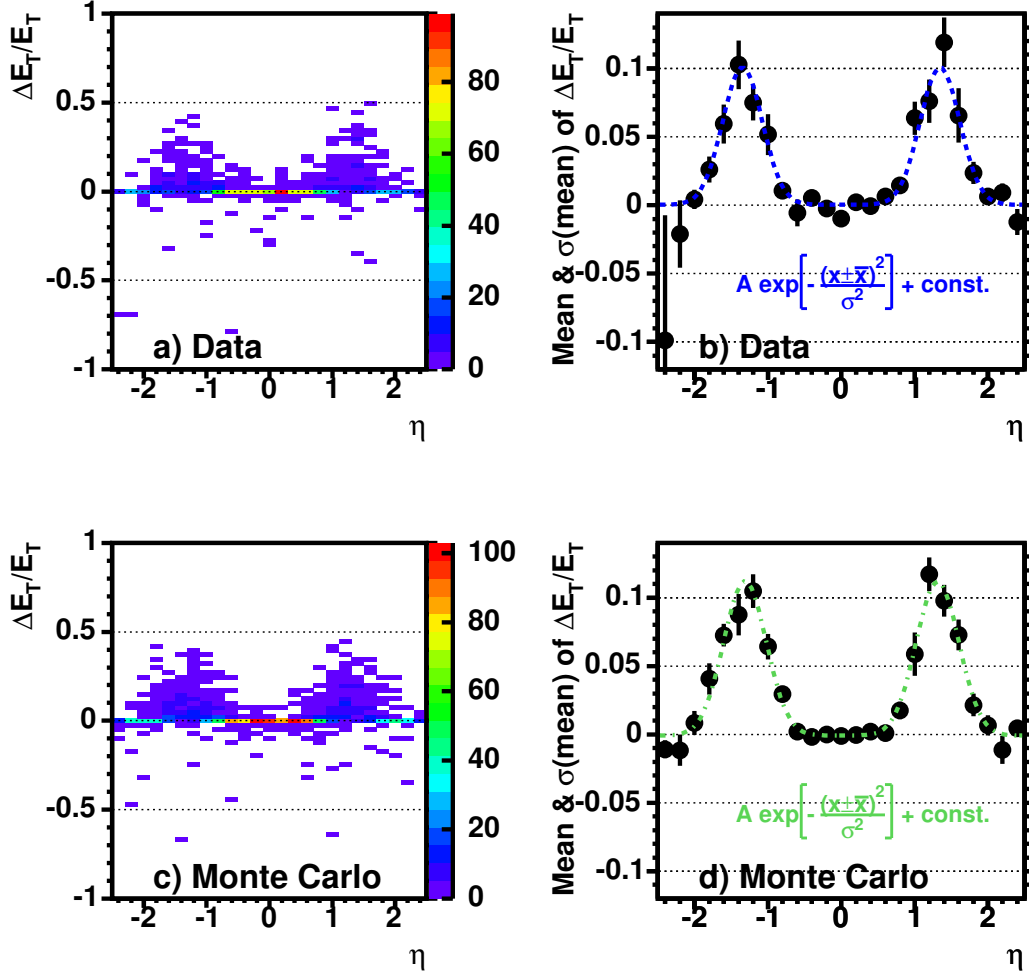 ΔE_T/E_T
1
0.5
0
-0.5
-1
-2 -1 0 1 2
η
a) Data
80
60
40
20
0
Mean & σ(mean) of ΔE_T/E_T
0.1
0.05
0
-0.05
-0.1
-2 -1 0 1 2
η
A exp[- (x±x̅)² / σ²] + const.
b) Data
ΔE_T/E_T
1
0.5
0
-0.5
-1
-2 -1 0 1 2
η
c) Monte Carlo
100
80
60
40
20
0
Mean & σ(mean) of ΔE_T/E_T
0.1
0.05
0
-0.05
-0.1
-2 -1 0 1 2
η
A exp[- (x±x̅)² / σ²] + const.
d) Monte Carlo